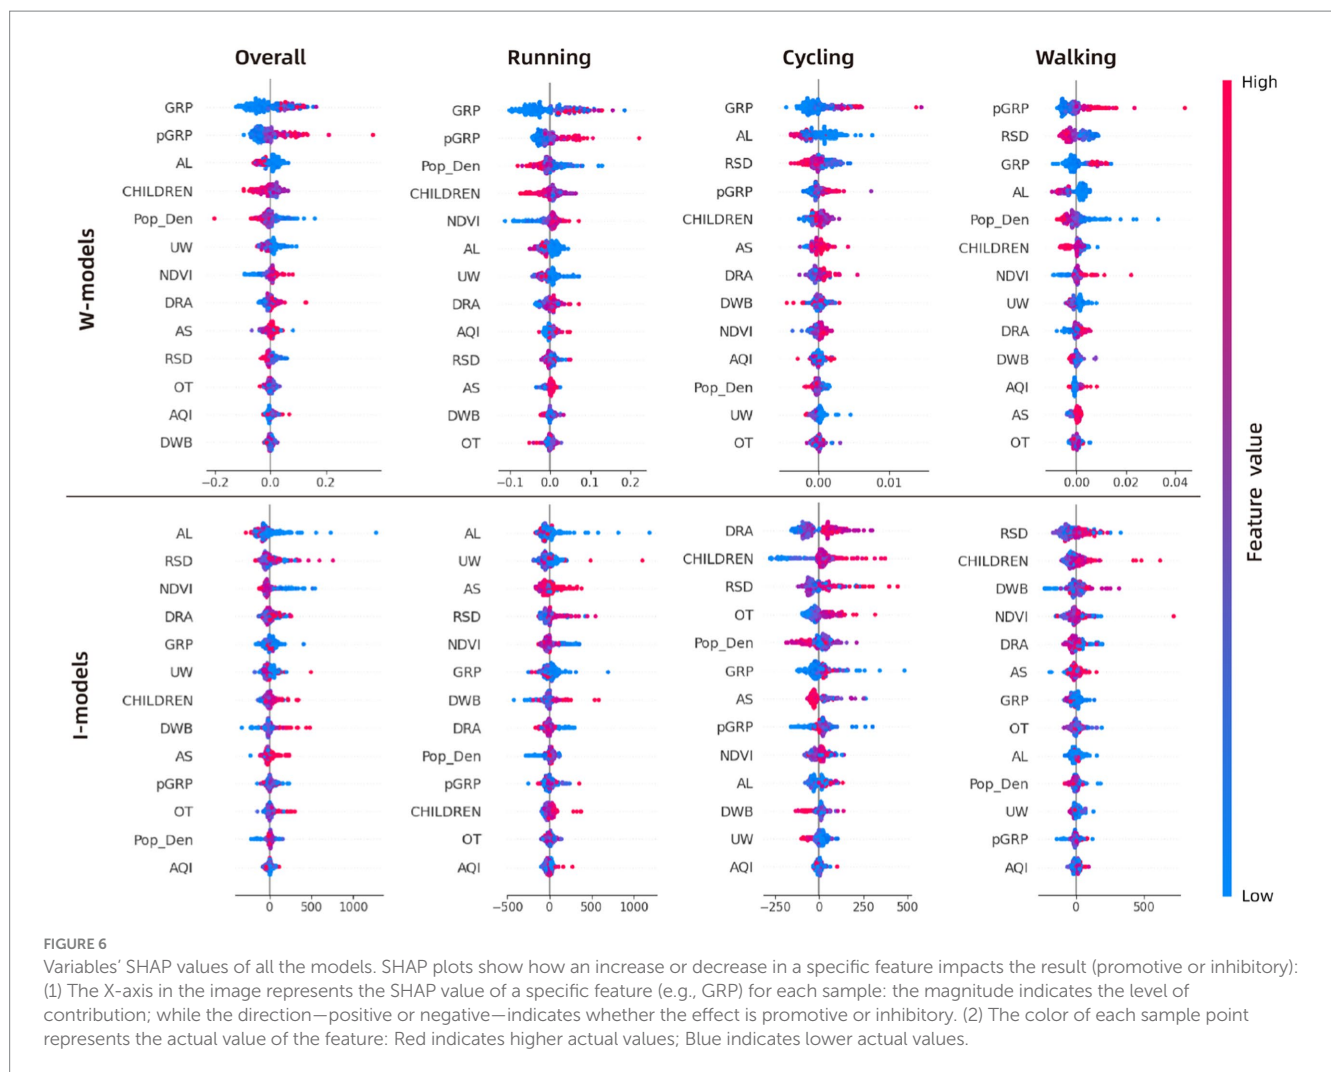 Overall
Running
Cycling
Walking
High
W-models
GRP
pGRP
AL
CHILDREN
Pop_Den
UW
NDVI
DRA
AS
RSD
OT
AQI
DWB
−0.2 0.0 0.2
GRP
pGRP
Pop_Den
CHILDREN
NDVI
AL
UW
DRA
AQI
RSD
AS
DWB
OT
−0.1 0.0 0.1 0.2
GRP
AL
RSD
pGRP
CHILDREN
AS
DRA
DWB
NDVI
AQI
Pop_Den
UW
OT
0.00 0.01
pGRP
RSD
GRP
AL
Pop_Den
CHILDREN
NDVI
UW
DRA
DWB
AQI
AS
OT
0.00 0.02 0.04
Feature value
I-models
AL
RSD
NDVI
DRA
GRP
UW
CHILDREN
DWB
AS
pGRP
OT
Pop_Den
AQI
0 500 1000
AL
UW
AS
RSD
NDVI
GRP
DWB
DRA
Pop_Den
pGRP
CHILDREN
OT
AQI
−500 0 500 1000
DRA
CHILDREN
RSD
OT
Pop_Den
GRP
AS
pGRP
NDVI
AL
DWB
UW
AQI
−250 0 250 500
RSD
CHILDREN
DWB
NDVI
DRA
AS
GRP
OT
AL
Pop_Den
UW
pGRP
AQI
0 500
Low
FIGURE 6
Variables’ SHAP values of all the models. SHAP plots show how an increase or decrease in a specific feature impacts the result (promotive or inhibitory):
(1) The X-axis in the image represents the SHAP value of a specific feature (e.g., GRP) for each sample: the magnitude indicates the level of
contribution; while the direction—positive or negative—indicates whether the effect is promotive or inhibitory. (2) The color of each sample point
represents the actual value of the feature: Red indicates higher actual values; Blue indicates lower actual values.